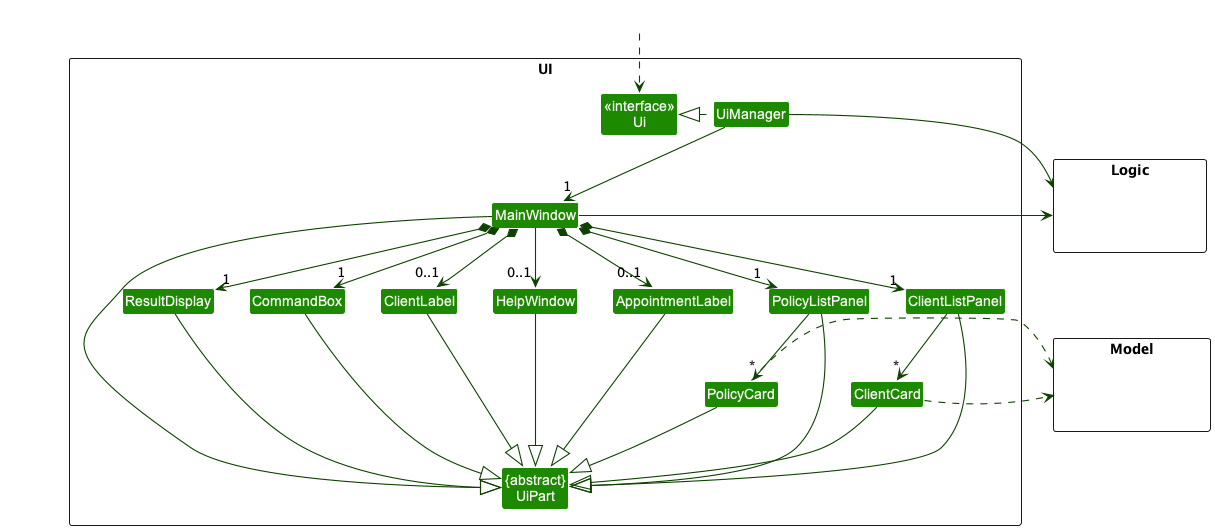 UI
«interface»
Ui
UiManager
Logic
1
MainWindow
1
1
0..1
0..1
0..1
1
1
ResultDisplay
CommandBox
ClientLabel
HelpWindow
AppointmentLabel
PolicyListPanel
ClientListPanel
Model
*
*
PolicyCard
ClientCard
{abstract}
UiPart